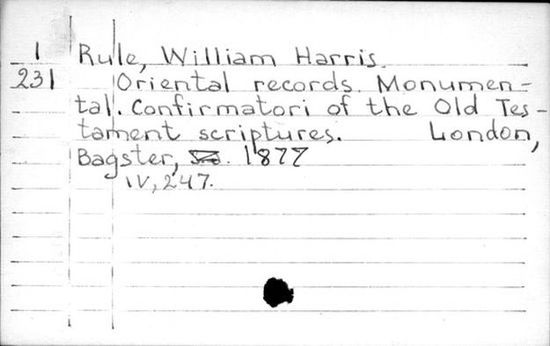 1 Rule, William Harris.
231 Oriental records. Monumen-
tal. Confirmatori of the Old Tes-
tament scriptures. London,
Bagster, 1877
IV, 247.